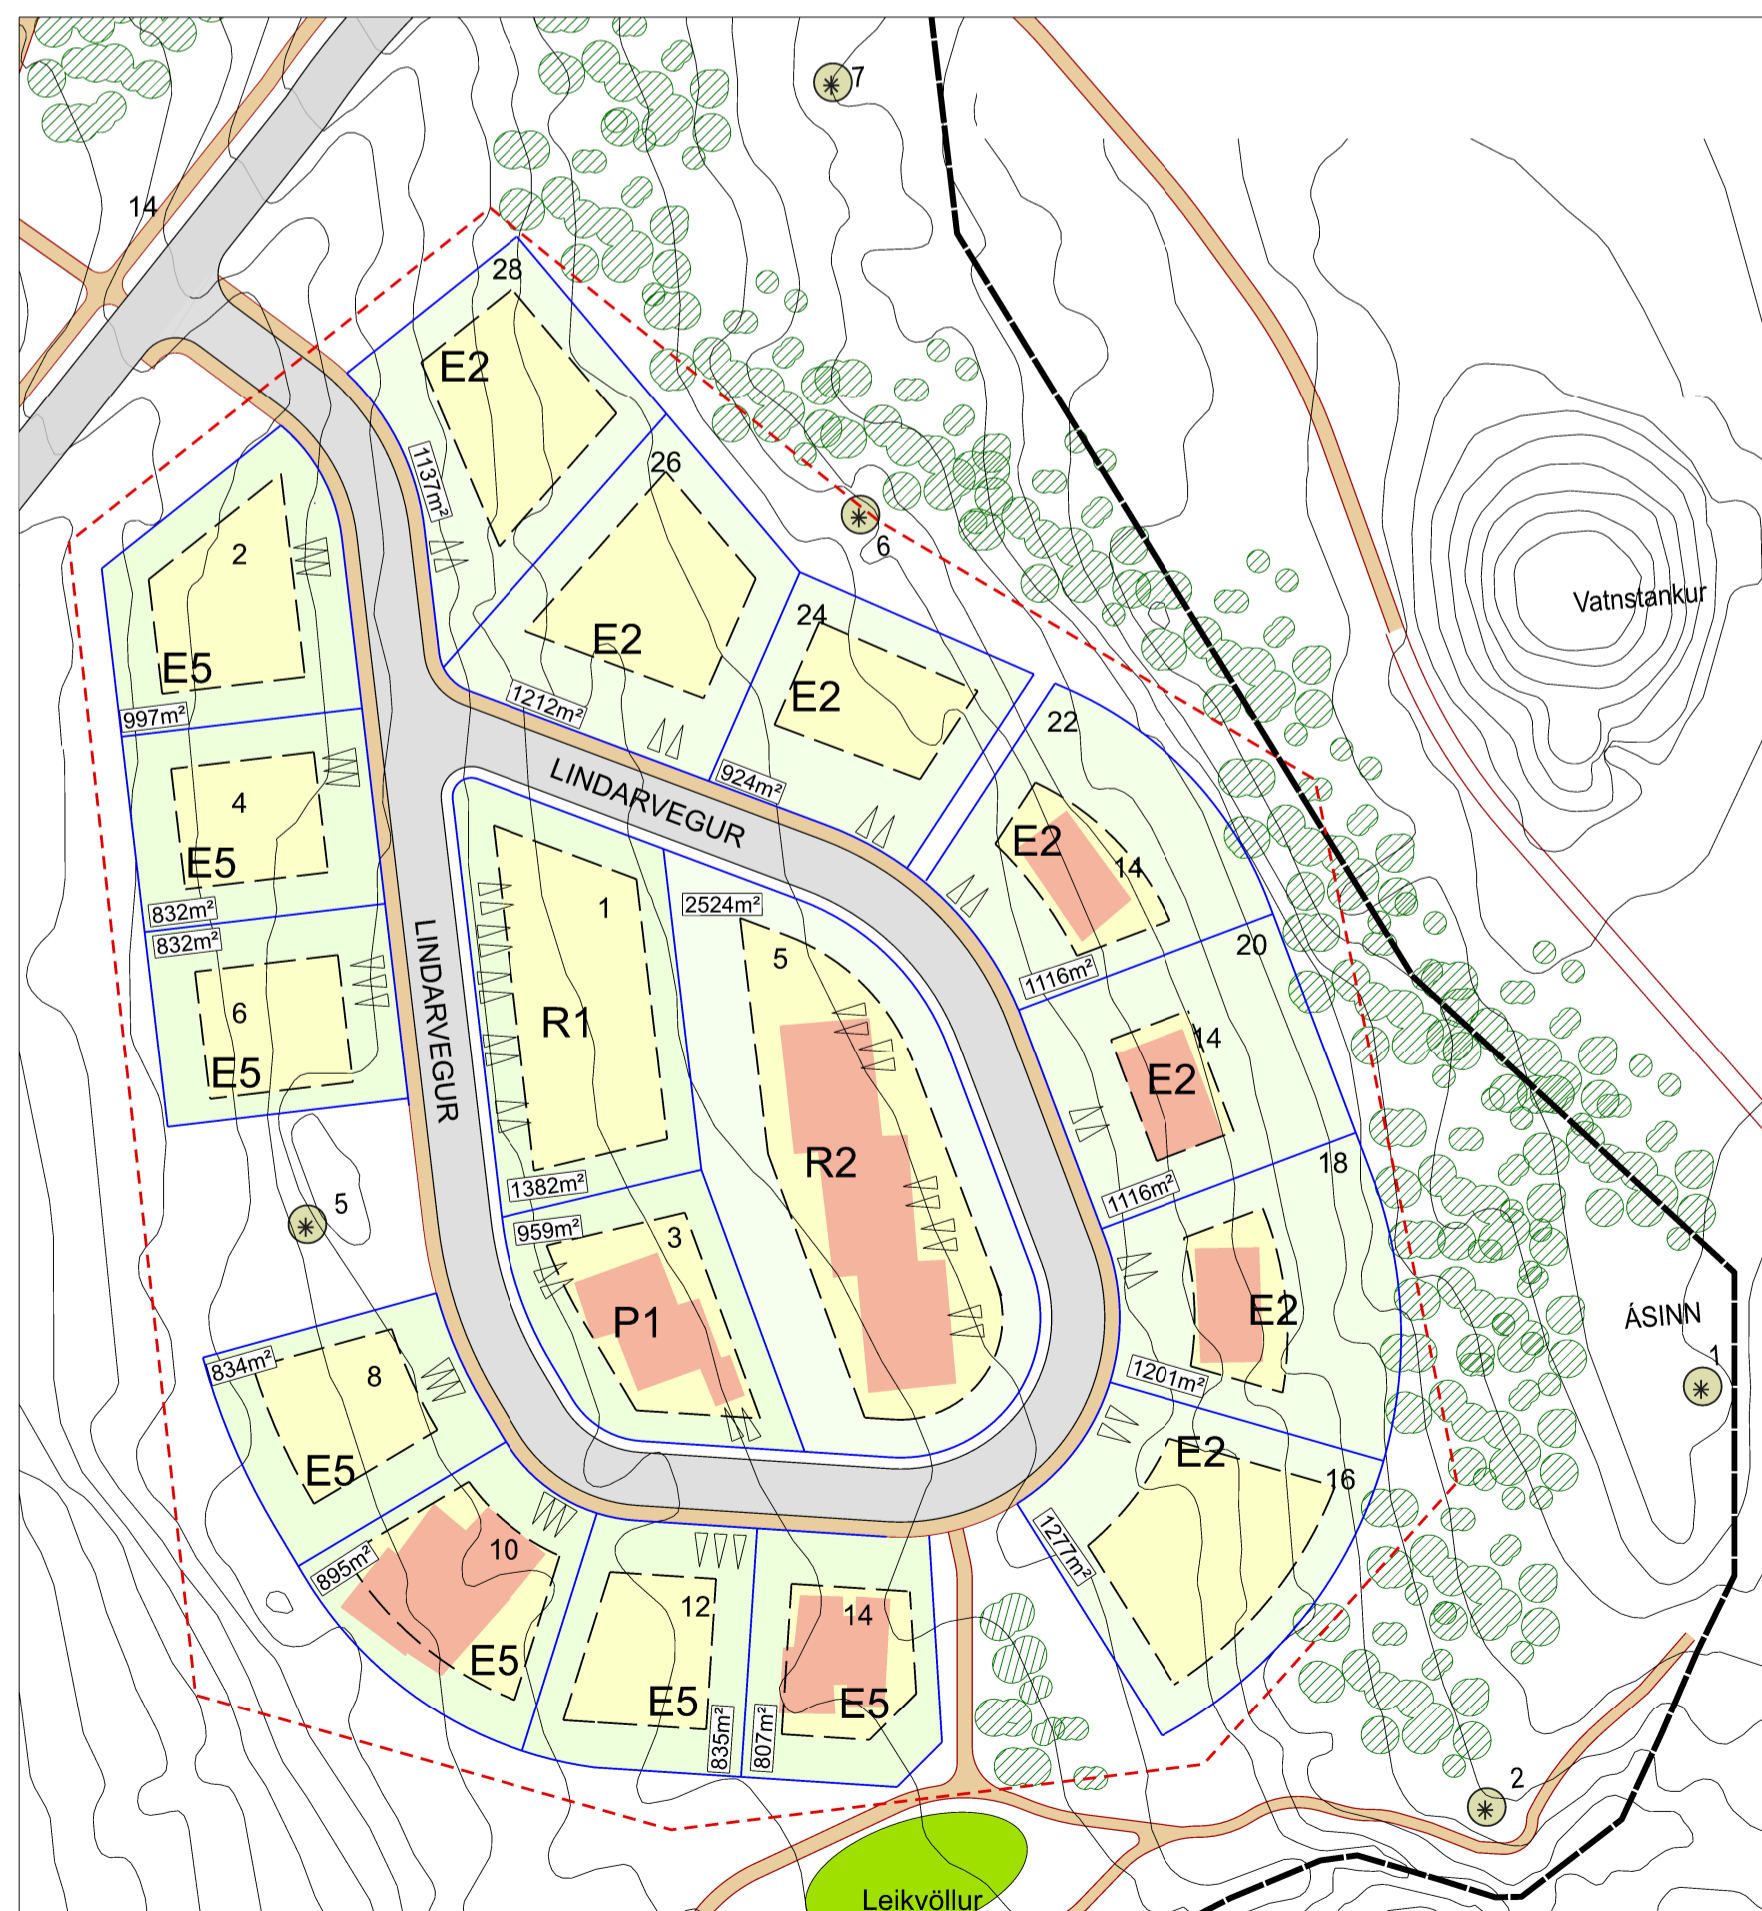 7
14
28
E2
1137m²
26
E2
1212m²
6
24
E2
924m²
Vatnstankur
2
E5
997m²
4
E5
832m²
832m²
6
E5
LINDARVEGUR
LINDARVEGUR
22
E2
14
1116m²
20
14
E2
1116m²
18
E2
1201m²
1
R1
1382m²
2524m²
5
R2
959m²
3
P1
5
ÁSINN
1
834m²
8
E5
895m²
10
E5
12
E5
835m²
807m²
14
E5
E2
16
1277m²
2
Leikvöllur